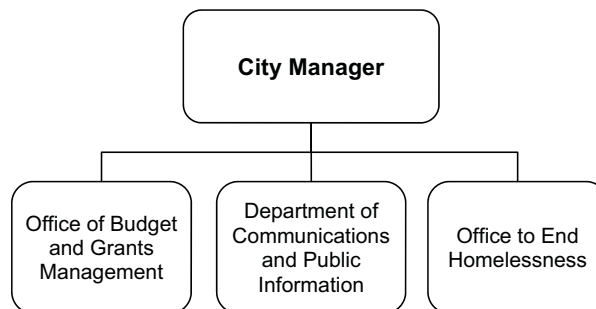 City Manager
Office of Budget
and Grants
Management
Department of
Communications
and Public
Information
Office to End
Homelessness